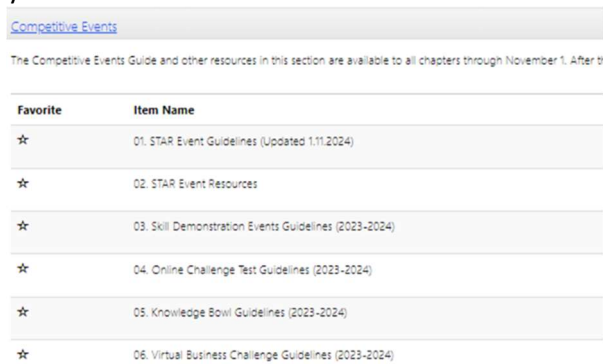 Competitive Events
The Competitive Events Guide and other resources in this section are available to all chapters through November 1. After
Favorite Item Name
01. STAR Event Guidelines (Updated 1.11.2024)
02. STAR Event Resources
03. Skill Demonstration Events Guidelines (2023-2024)
04. Online Challenge Test Guidelines (2023-2024)
05. Knowledge Bowl Guidelines (2023-2024)
06. Virtual Business Challenge Guidelines (2023-2024)